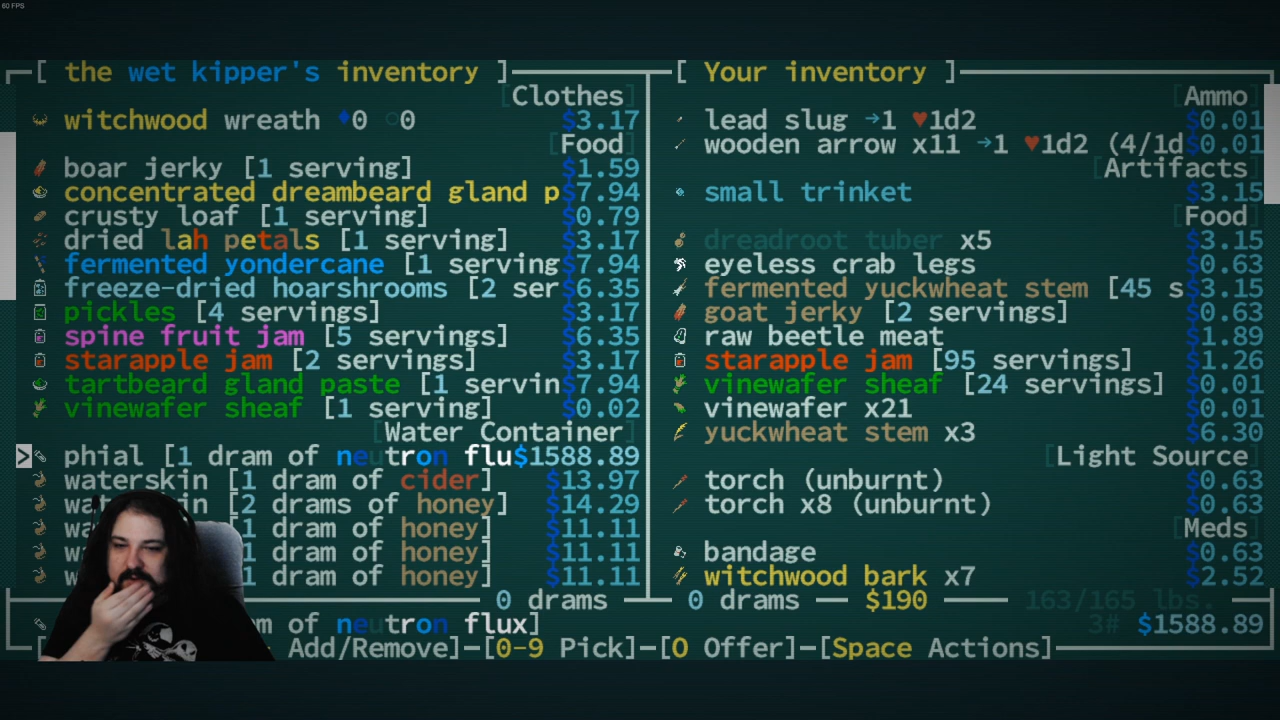 60 FPS
[ the wet kipper's inventory ]
[Clothes]
witchwood wreath ♦0 ○0 $3.17
[Food]
boar jerky [1 serving] $1.59
concentrated dreambeard gland p $7.94
crusty loaf [1 serving] $0.79
dried lah petals [1 serving] $3.17
fermented yondercane [1 serving $7.94
freeze-dried hoarshrooms [2 ser $6.35
pickles [4 servings] $3.17
spine fruit jam [5 servings] $6.35
starapple jam [2 servings] $3.17
tartbeard gland paste [1 servin $7.94
vinewafer sheaf [1 serving] $0.02
[Water Container]
> phial [1 dram of neutron flu $1588.89
waterskin [1 dram of cider] $13.97
wat kin [2 drams of honey] $14.29
wa 1 dram of honey] $11.11
wa 1 dram of honey] $11.11
w 1 dram of honey] $11.11
0 drams
m of neutron flux]
[ Your inventory ]
[Ammo]
lead slug →1 ♥1d2 $0.01
wooden arrow x11 →1 ♥1d2 (4/1d $0.01
[Artifacts]
small trinket $3.15
[Food]
dreadroot tuber x5 $3.15
eyeless crab legs $0.63
fermented yuckwheat stem [45 s $3.15
goat jerky [2 servings] $0.63
raw beetle meat $1.89
starapple jam [95 servings] $1.26
vinewafer sheaf [24 servings] $0.01
vinewafer x21 $0.01
yuckwheat stem x3 $6.30
[Light Source]
torch (unburnt) $0.63
torch x8 (unburnt) $0.63
[Meds]
bandage $0.63
witchwood bark x7 $2.52
0 drams — $190 163/165 lbs.
3# $1588.89
Add/Remove]—[0-9 Pick]—[O Offer]—[Space Actions]